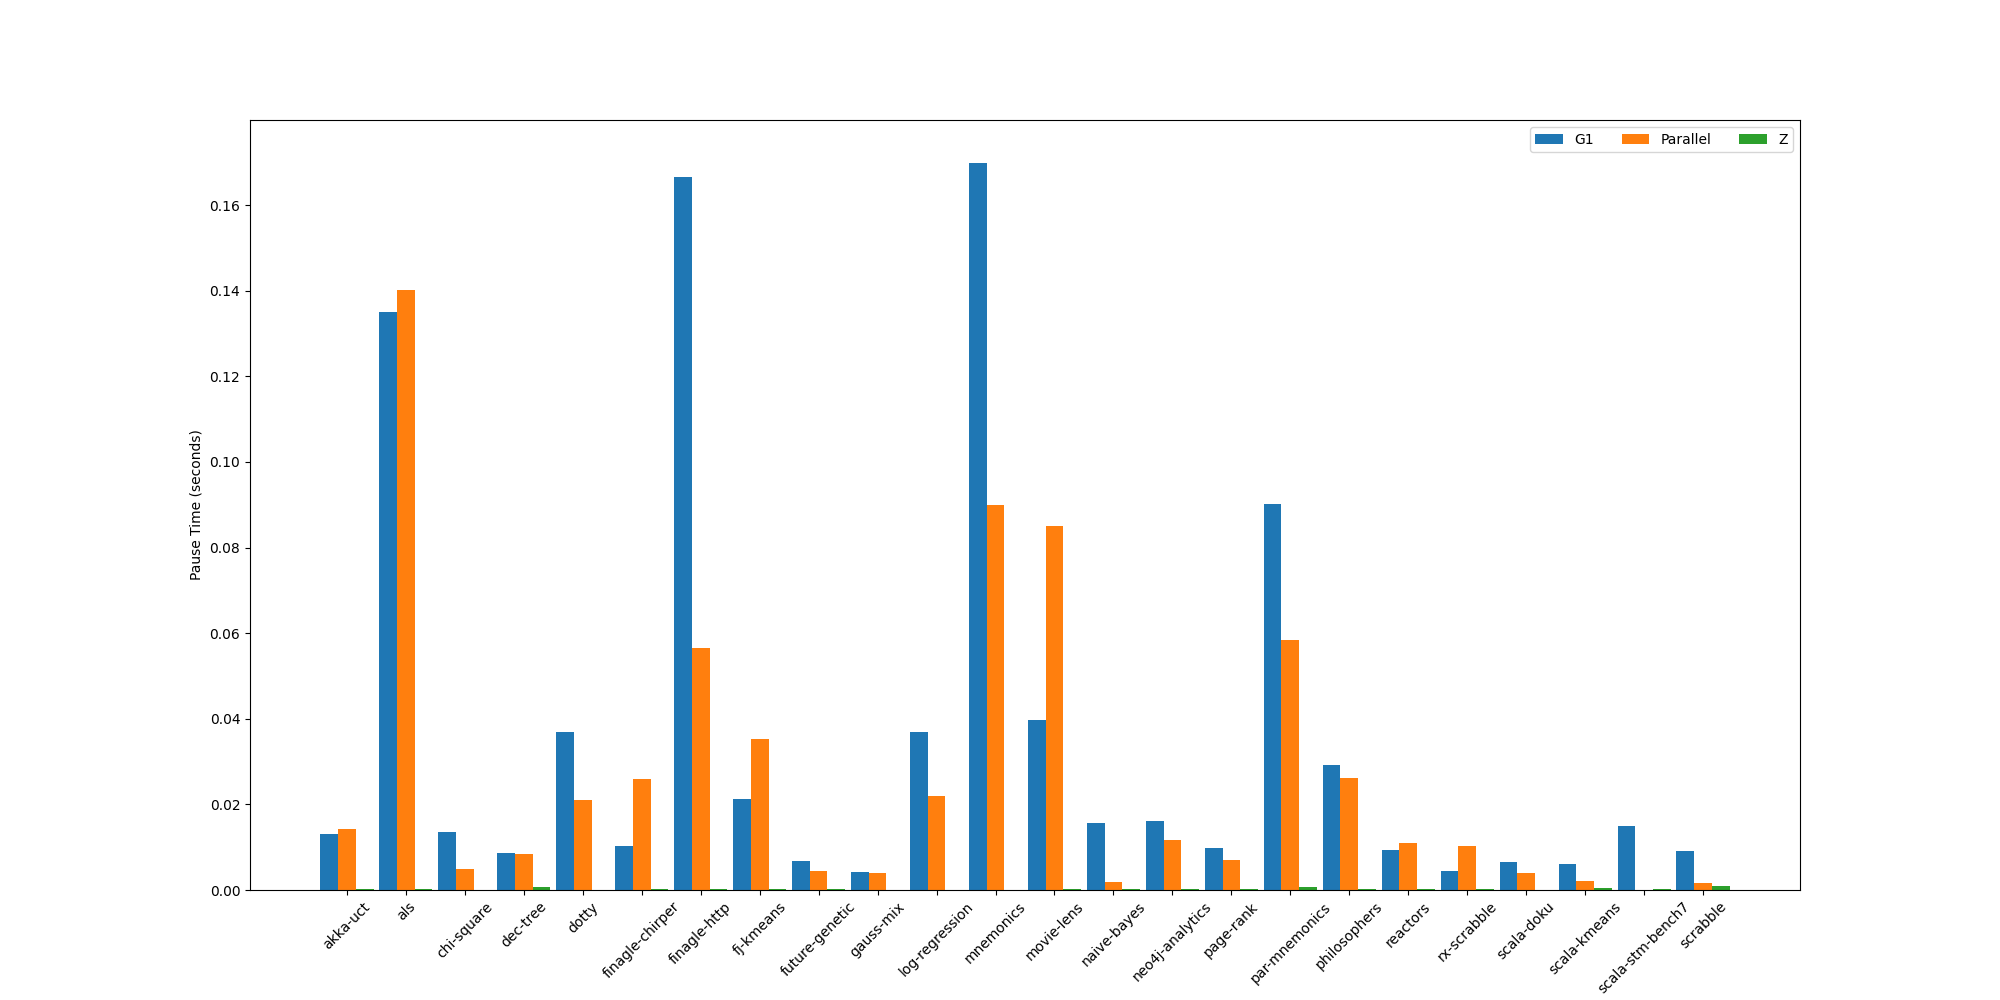 G1 Parallel Z
0.16
0.14
0.12
0.10
0.08
0.06
0.04
0.02
0.00
Pause Time (seconds)
akka-uct
als
chi-square
dec-tree
dotty
finagle-chirper
finagle-http
fj-kmeans
future-genetic
gauss-mix
log-regression
mnemonics
movie-lens
naive-bayes
neo4j-analytics
page-rank
par-mnemonics
philosophers
reactors
rx-scrabble
scala-doku
scala-kmeans
scala-stm-bench7
scrabble